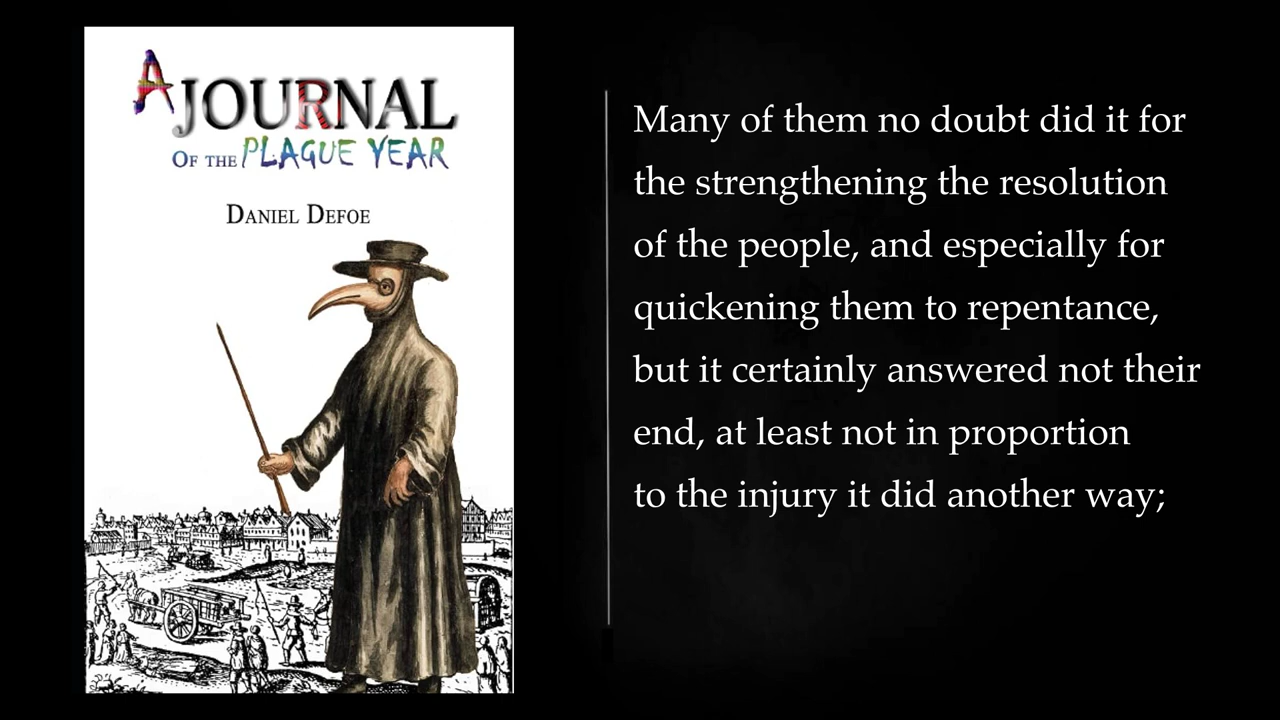 A JOURNAL
OF THE PLAGUE YEAR
DANIEL DEFOE
Many of them no doubt did it for
the strengthening the resolution
of the people, and especially for
quickening them to repentance,
but it certainly answered not their
end, at least not in proportion
to the injury it did another way;